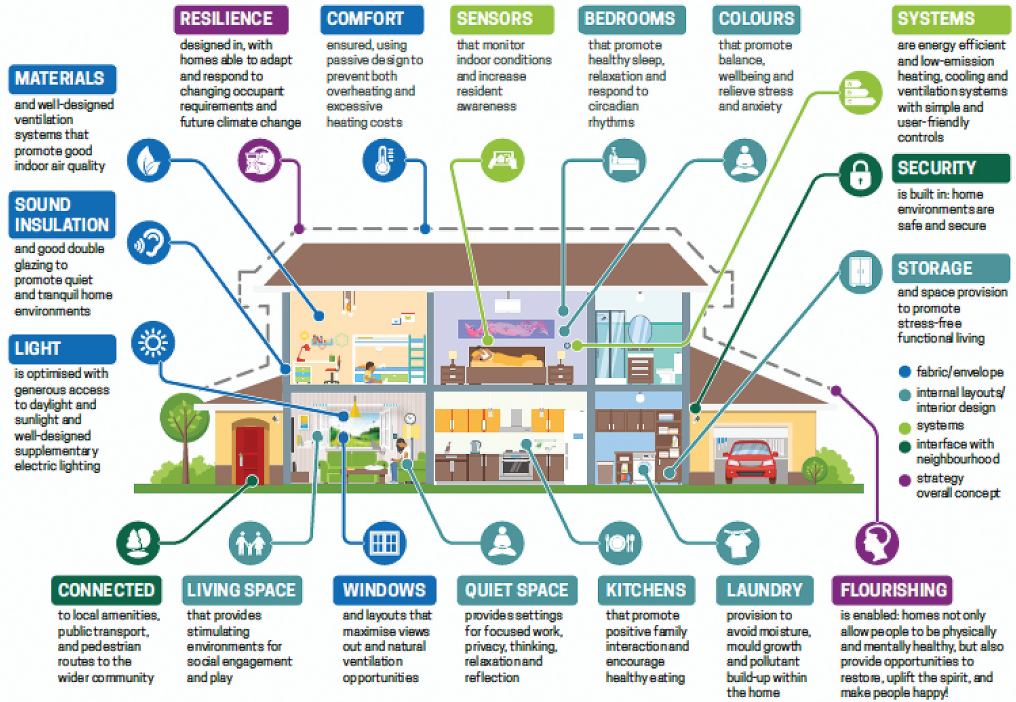 RESILIENCE
designed in, with
homes able to adapt
and respond to
changing occupant
requirements and
future climate change
COMFORT
ensured, using
passive design to
prevent both
overheating and
excessive
heating costs
SENSORS
that monitor
indoor conditions
and increase
resident
awareness
BEDROOMS
that promote
healthy sleep,
relaxation and
respond to
circadian
rhythms
COLOURS
that promote
balance,
wellbeing and
relieve stress
and anxiety
SYSTEMS
are energy efficient
and low-emission
heating, cooling and
ventilation systems
with simple and
user-friendly
controls
MATERIALS
and well-designed
ventilation
systems that
promote good
indoor air quality
SECURITY
is built in: home
environments are
safe and secure
SOUND
INSULATION
and good double
glazing to
promote quiet
and tranquil home
environments
STORAGE
and space provision
to promote
stress-free
functional living
LIGHT
is optimised with
generous access
to daylight and
sunlight and
well-designed
supplementary
electric lighting
fabric/envelope
internal layouts/
interior design
systems
interface with
neighbourhood
strategy
overall concept
CONNECTED
to local amenities,
public transport,
and pedestrian
routes to the
wider community
LIVING SPACE
that provides
stimulating
environments for
social engagement
and play
WINDOWS
and layouts that
maximise views
out and natural
ventilation
opportunities
QUIET SPACE
provides settings
for focused work,
privacy, thinking,
relaxation and
reflection
KITCHENS
that promote
positive family
interaction and
encourage
healthy eating
LAUNDRY
provision to
avoid moisture,
mould growth
and pollutant
build-up within
the home
FLOURISHING
is enabled: homes not only
allow people to be physically
and mentally healthy, but also
provide opportunities to
restore, uplift the spirit, and
make people happy!